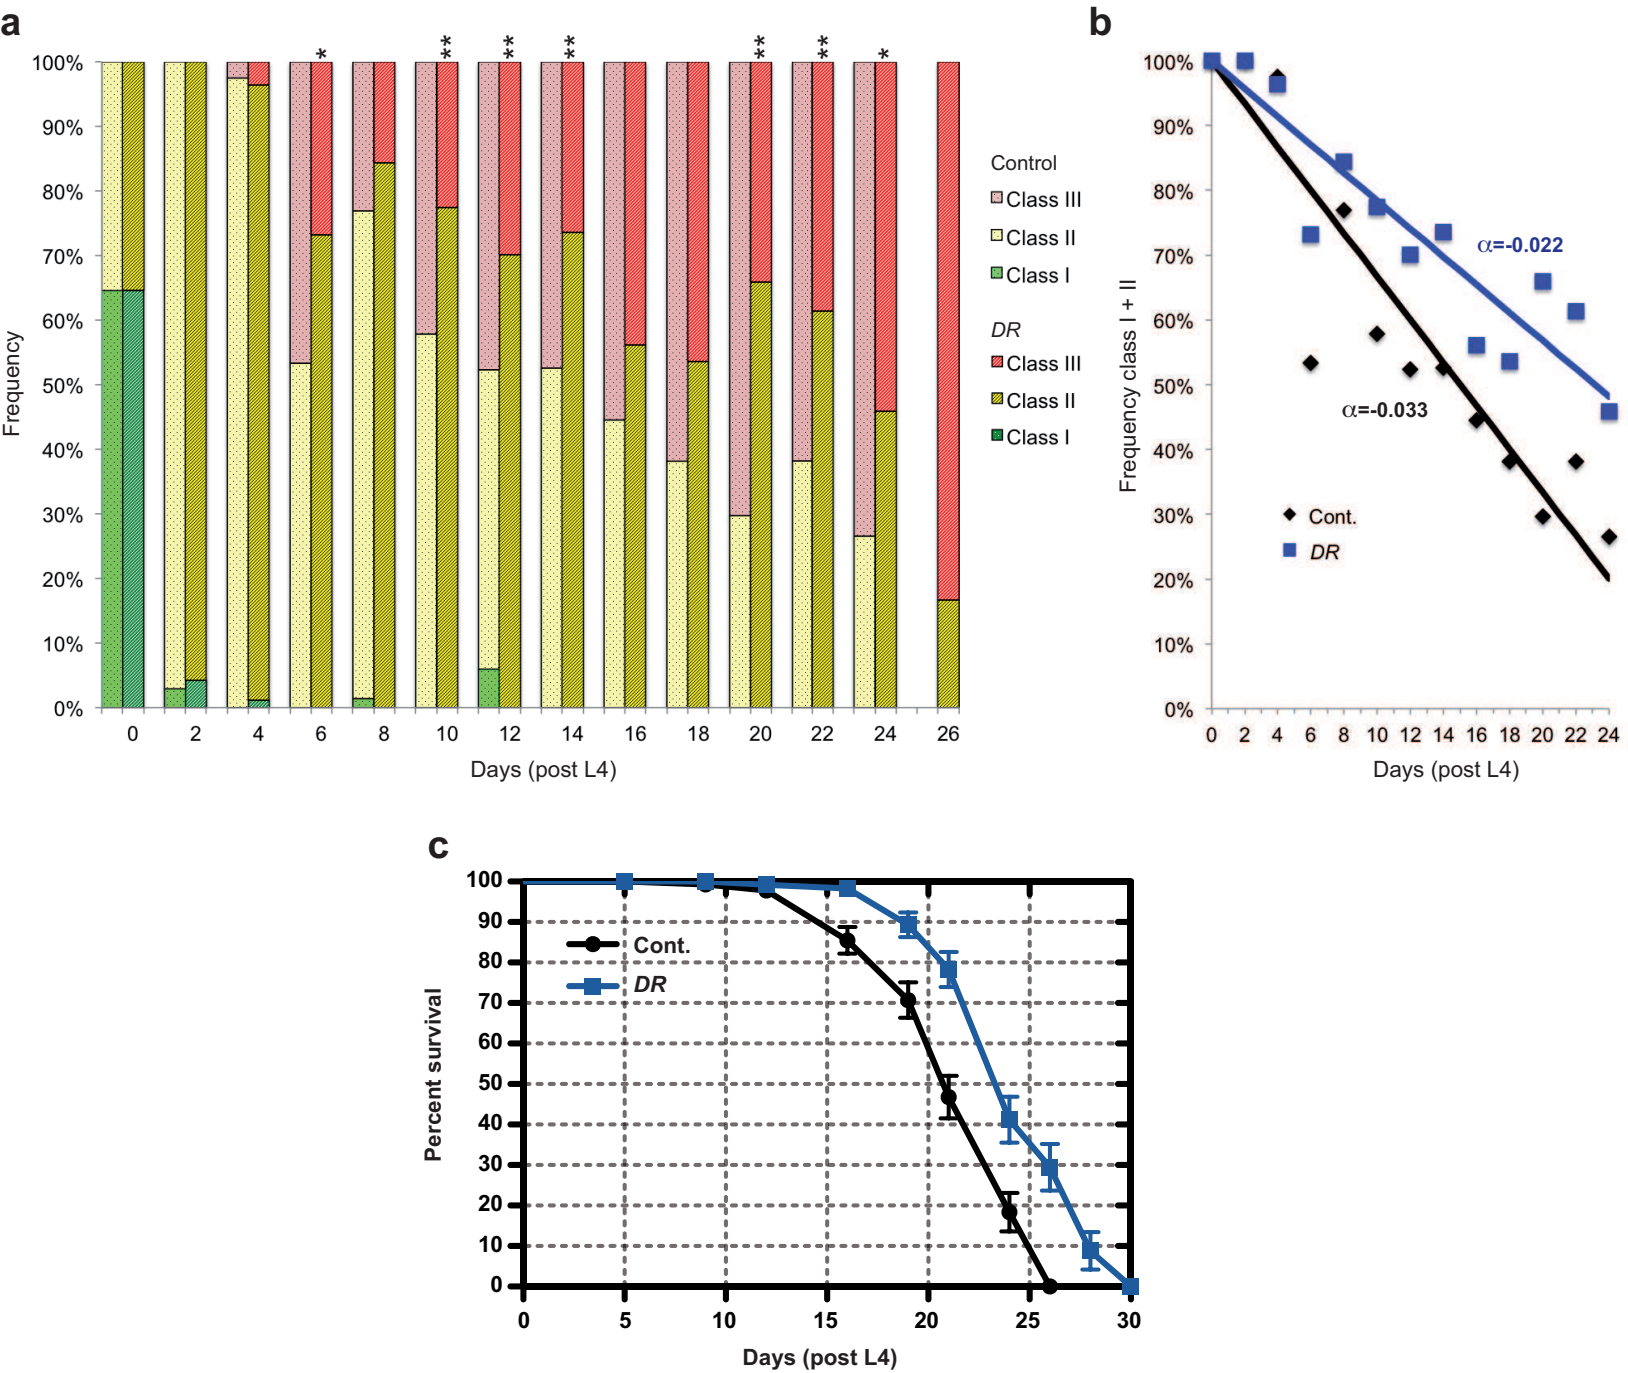 a
* ** ** ** ** ** *
100%
90%
80%
70%
60%
50%
40%
30%
20%
10%
0%
Frequency
0 2 4 6 8 10 12 14 16 18 20 22 24 26
Days (post L4)
Control
Class III
Class II
Class I
DR
Class III
Class II
Class I
b
100%
90%
80%
70%
60%
50%
40%
30%
20%
10%
0%
Frequency class I + II
α=-0.022
α=-0.033
Cont.
DR
0 2 4 6 8 10 12 14 16 18 20 22 24
Days (post L4)
c
100
90
80
70
60
50
40
30
20
10
0
Percent survival
Cont.
DR
0 5 10 15 20 25 30
Days (post L4)